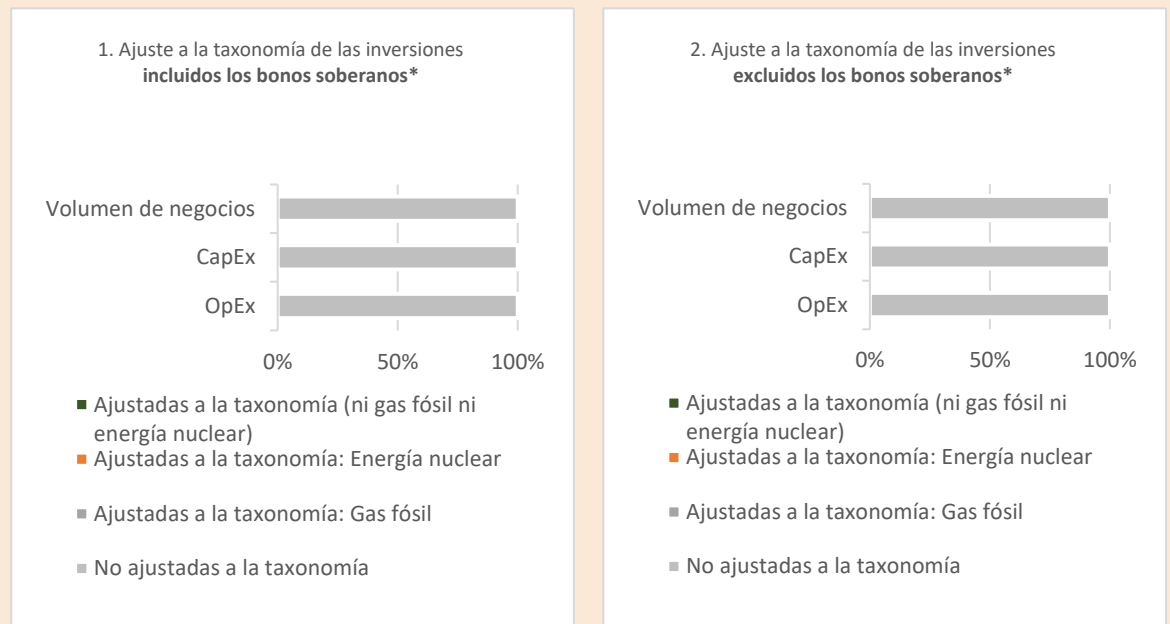 1. Ajuste a la taxonomía de las inversiones
incluidos los bonos soberanos*
Volumen de negocios
CapEx
OpEx
0%
50%
100%
Ajustadas a la taxonomía (ni gas fósil ni
energía nuclear)
Ajustadas a la taxonomía: Energía nuclear
Ajustadas a la taxonomía: Gas fósil
No ajustadas a la taxonomía
2. Ajuste a la taxonomía de las inversiones
excluidos los bonos soberanos*
Volumen de negocios
CapEx
OpEx
0%
50%
100%
Ajustadas a la taxonomía (ni gas fósil ni
energía nuclear)
Ajustadas a la taxonomía: Energía nuclear
Ajustadas a la taxonomía: Gas fósil
No ajustadas a la taxonomía